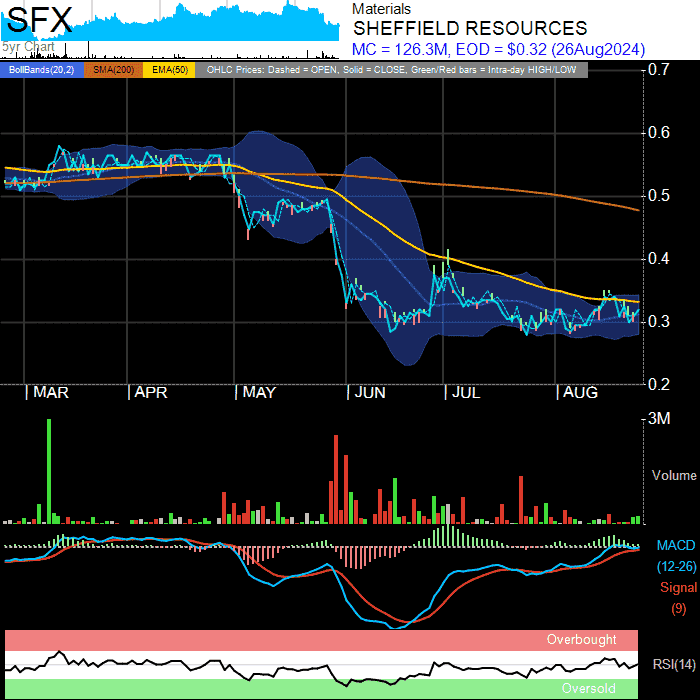 SFX
5yr Chart
Materials
SHEFFIELD RESOURCES
MC = 126.3M, EOD = $0.32 (26Aug2024)
BollBands(20,2) SMA(200) EMA(50) OHLC Prices: Dashed = OPEN, Solid = CLOSE, Green/Red bars = Intra-day HIGH/LOW
0.7
0.6
0.5
0.4
0.3
0.2
MAR APR MAY JUN JUL AUG
3M
Volume
MACD
(12-26)
Signal
(9)
Overbought
RSI(14)
Oversold